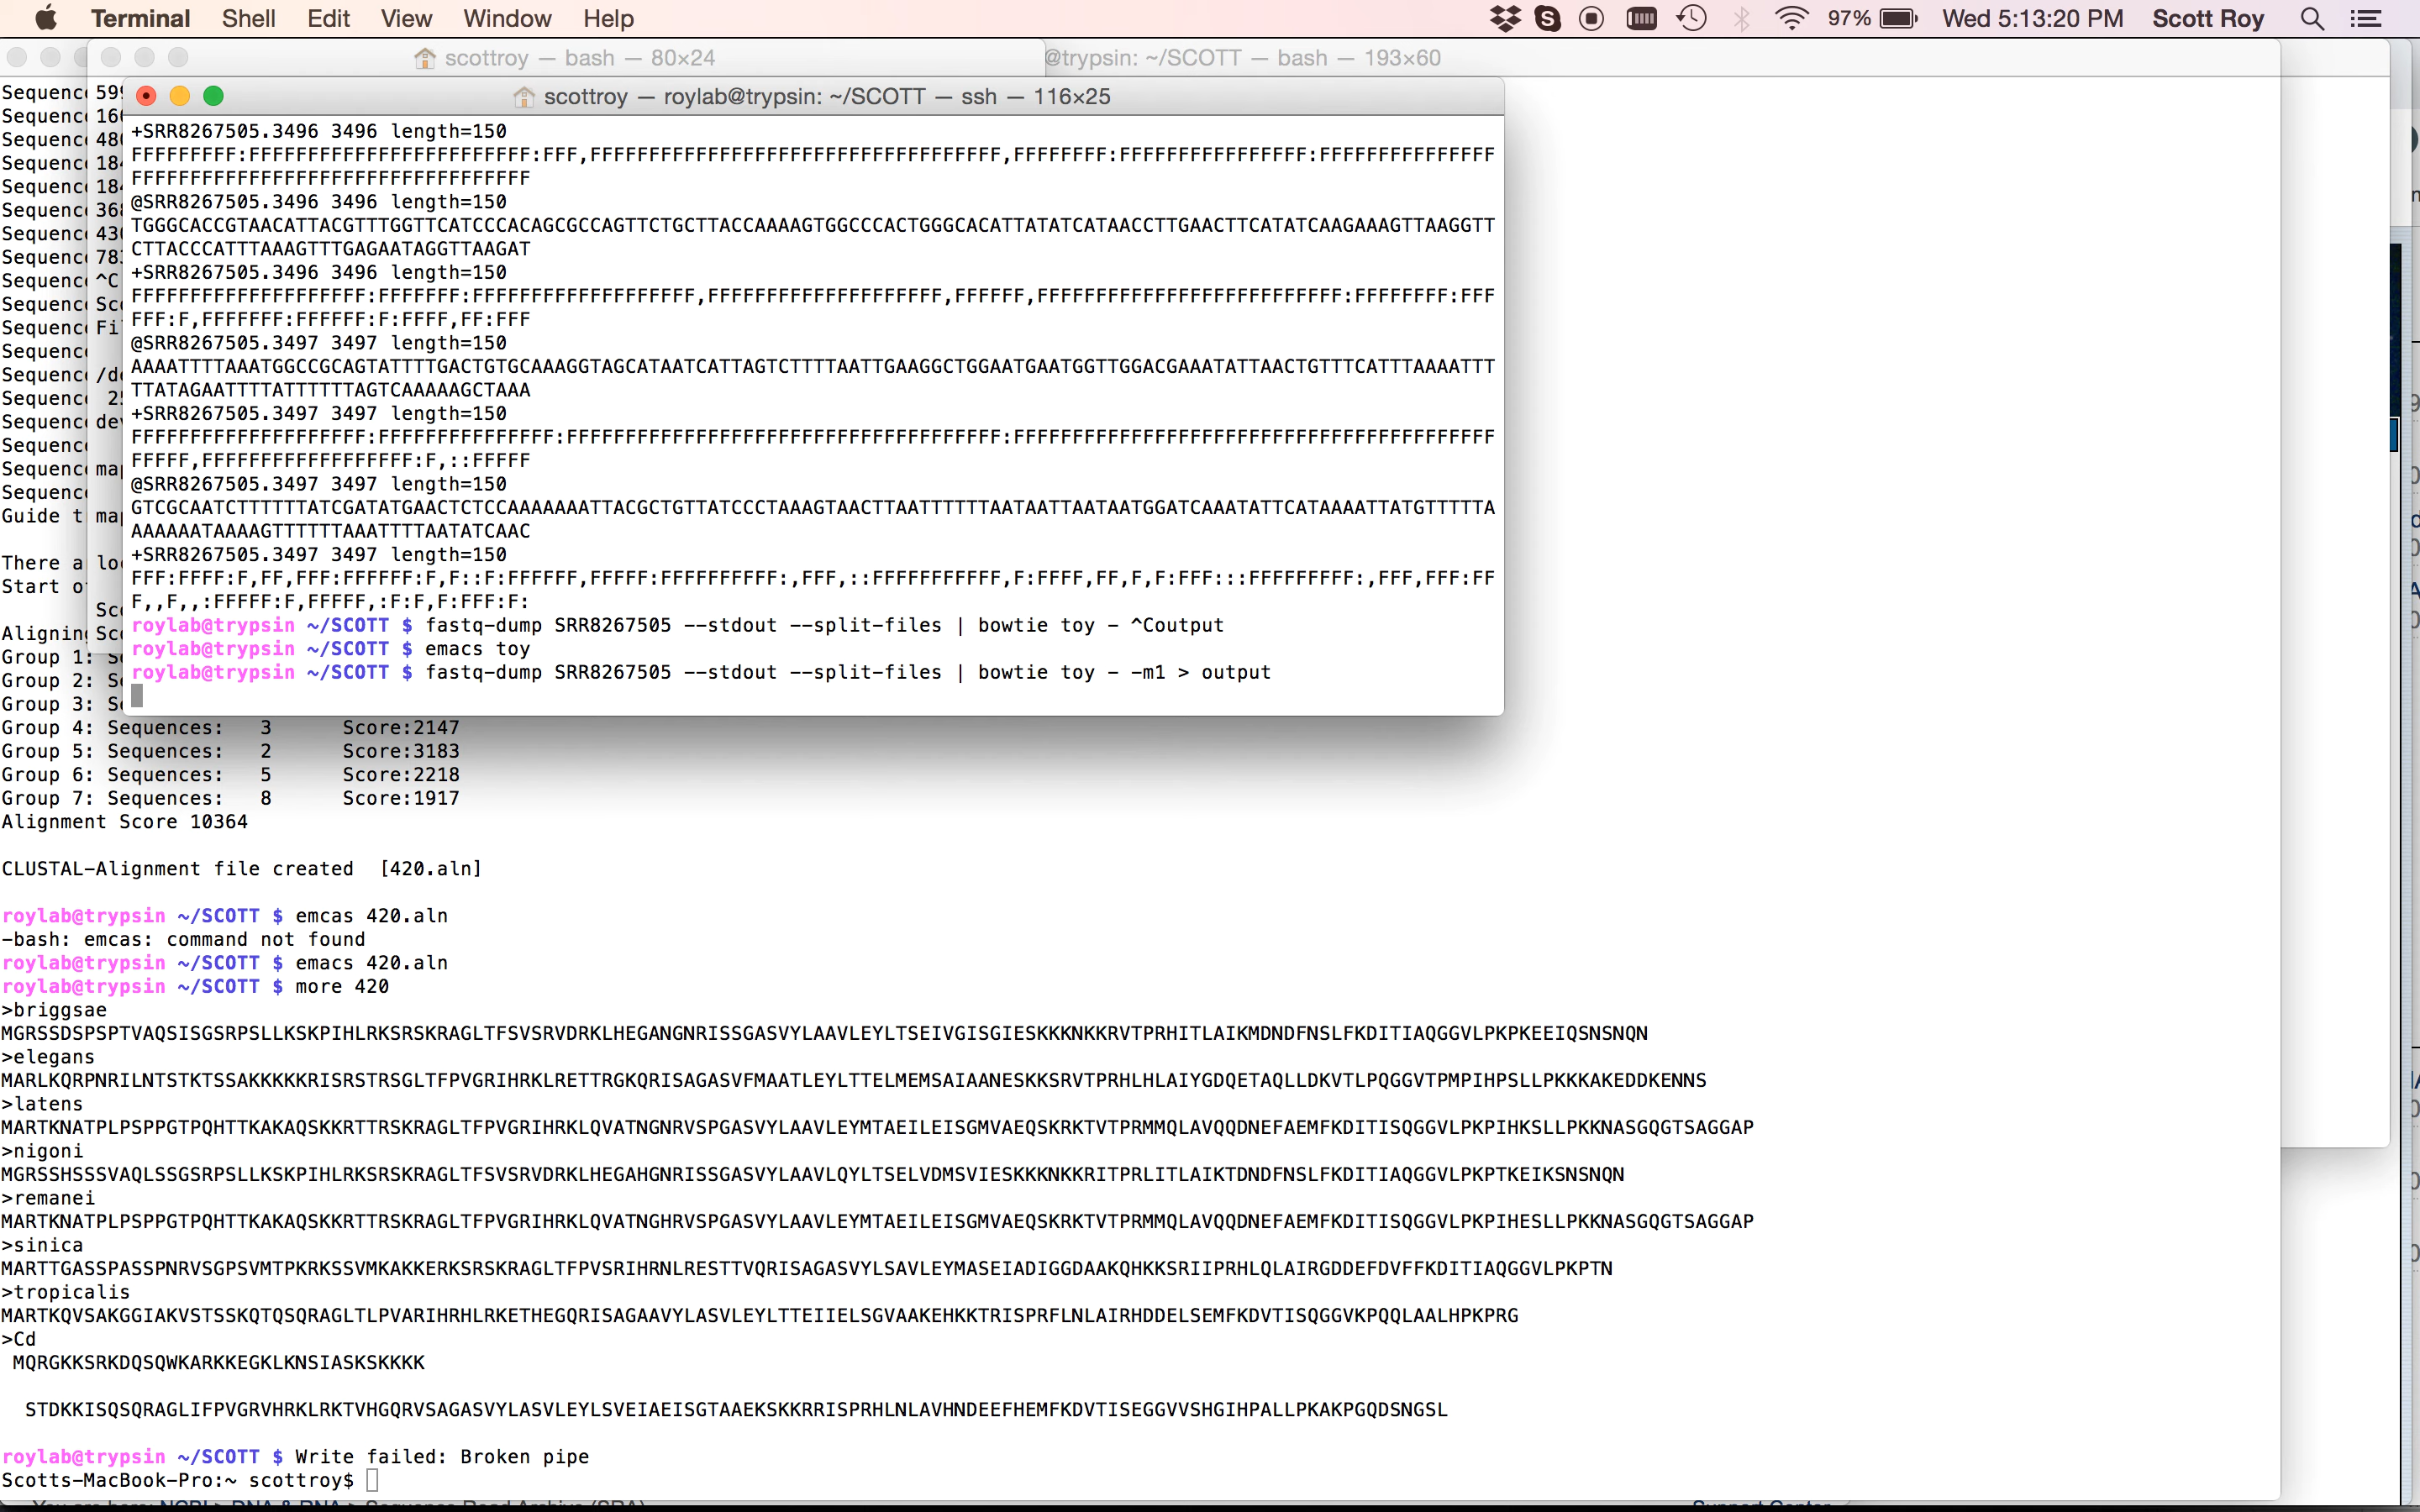 Terminal Shell Edit View Window Help 97% Wed 5:13:20 PM Scott Roy
scottroy — bash — 80×24
@trypsin: ~/SCOTT — bash — 193×60
scottroy — roylab@trypsin: ~/SCOTT — ssh — 116×25
+SRR8267505.3496 3496 length=150
FFFFFFFFF:FFFFFFFFFFFFFFFFFFFFFFFF:FFF,FFFFFFFFFFFFFFFFFFFFFFFFFFFFFFFFFFF,FFFFFFFF:FFFFFFFFFFFFFFFF:FFFFFFFFFFFFFFF
FFFFFFFFFFFFFFFFFFFFFFFFFFFFFFFFFF
@SRR8267505.3496 3496 length=150
TGGGCACCGTAACATTACGTTTGGTTCATCCCACAGCGCCAGTTCTGCTTACCAAAAGTGGCCCACTGGGCACATTATATCATAACCTTGAACTTCATATCAAGAAAGTTAAGGTT
CTTACCCATTTAAAGTTTGAGAATAGGTTAAGAT
+SRR8267505.3496 3496 length=150
FFFFFFFFFFFFFFFFFFFF:FFFFFFF:FFFFFFFFFFFFFFFFFFF,FFFFFFFFFFFFFFFFFFFF,FFFFFF,FFFFFFFFFFFFFFFFFFFFFFFFFF:FFFFFFFF:FFF
FFF:F,FFFFFFF:FFFFFF:F:FFFF,FF:FFF
@SRR8267505.3497 3497 length=150
AAAATTTTAAATGGCCGCAGTATTTTGACTGTGCAAAGGTAGCATAATCATTAGTCTTTTAATTGAAGGCTGGAATGAATGGTTGGACGAAATATTAACTGTTTCATTTAAAATTT
TTATAGAATTTTATTTTTTAGTCAAAAAGCTAAA
+SRR8267505.3497 3497 length=150
FFFFFFFFFFFFFFFFFFFF:FFFFFFFFFFFFFFF:FFFFFFFFFFFFFFFFFFFFFFFFFFFFFFFFFFFFF:FFFFFFFFFFFFFFFFFFFFFFFFFFFFFFFFFFFFFFFFF
FFFFF,FFFFFFFFFFFFFFFFFF:F,::FFFFF
@SRR8267505.3497 3497 length=150
GTCGCAATCTTTTTTATCGATATGAACTCTCCAAAAAAATTACGCTGTTATCCCTAAAGTAACTTAATTTTTTAATAATTAATAATGGATCAAATATTCATAAAATTATGTTTTTA
AAAAAATAAAAGTTTTTTAAATTTTAATATCAAC
+SRR8267505.3497 3497 length=150
FFF:FFFF:F,FF,FFF:FFFFFF:F,F::F:FFFFFF,FFFFF:FFFFFFFFFF:,FFF,::FFFFFFFFFFF,F:FFFF,FF,F,F:FFF:::FFFFFFFFF:,FFF,FFF:FF
F,,F,,:FFFFF:F,FFFFF,:F:F,F:FFF:F:
roylab@trypsin ~/SCOTT $ fastq-dump SRR8267505 --stdout --split-files | bowtie toy - ^Coutput
roylab@trypsin ~/SCOTT $ emacs toy
roylab@trypsin ~/SCOTT $ fastq-dump SRR8267505 --stdout --split-files | bowtie toy - -m1 > output
Group 4: Sequences: 3 Score:2147
Group 5: Sequences: 2 Score:3183
Group 6: Sequences: 5 Score:2218
Group 7: Sequences: 8 Score:1917
Alignment Score 10364
CLUSTAL-Alignment file created [420.aln]
roylab@trypsin ~/SCOTT $ emcas 420.aln
-bash: emcas: command not found
roylab@trypsin ~/SCOTT $ emacs 420.aln
roylab@trypsin ~/SCOTT $ more 420
>briggsae
MGRSSDSPSPTVAQSISGSRPSLLKSKPIHLRKSRSKRAGLTFSVSRVDRKLHEGANGNRISSGASVYLAAVLEYLTSEIVGISGIESKKKNKKRVTPRHITLAIKMDNDFNSLFKDITIAQGGVLPKPKEEIQSNSNQN
>elegans
MARLKQRPNRILNTSTKTSSAKKKKKRISRSTRSGLTFPVGRIHRKLRETTRGKQRISAGASVFMAATLEYLTTELMEMSAIAANESKKSRVTPRHLHLAIYGDQETAQLLDKVTLPQGGVTPMPIHPSLLPKKKAKEDDKENNS
>latens
MARTKNATPLPSPPGTPQHTTKAKAQSKKRTTRSKRAGLTFPVGRIHRKLQVATNGNRVSPGASVYLAAVLEYMTAEILEISGMVAEQSKRKTVTPRMMQLAVQQDNEFAEMFKDITISQGGVLPKPIHKSLLPKKNASGQGTSAGGAP
>nigoni
MGRSSHSSSVAQLSSGSRPSLLKSKPIHLRKSRSKRAGLTFSVSRVDRKLHEGAHGNRISSGASVYLAAVLQYLTSELVDMSVIESKKKNKKRITPRLITLAIKTDNDFNSLFKDITIAQGGVLPKPTKEIKSNSNQN
>remanei
MARTKNATPLPSPPGTPQHTTKAKAQSKKRTTRSKRAGLTFPVGRIHRKLQVATNGHRVSPGASVYLAAVLEYMTAEILEISGMVAEQSKRKTVTPRMMQLAVQQDNEFAEMFKDITISQGGVLPKPIHESLLPKKNASGQGTSAGGAP
>sinica
MARTTGASSPASSPNRVSGPSVMTPKRKSSVMKAKKERKSRSKRAGLTFPVSRIHRNLRESTTVQRISAGASVYLSAVLEYMASEIADIGGDAAKQHKKSRIIPRHLQLAIRGDDEFDVFFKDITIAQGGVLPKPTN
>tropicalis
MARTKQVSAKGGIAKVSTSSKQTQSQRAGLTLPVARIHRHLRKETHEGQRISAGAAVYLASVLEYLTTEIIELSGVAAKEHKKTRISPRFLNLAIRHDDELSEMFKDVTISQGGVKPQQLAALHPKPRG
>Cd
MQRGKKSRKDQSQWKARKKEGKLKNSIASKSKKKK
STDKKISQSQRAGLIFPVGRVHRKLRKTVHGQRVSAGASVYLASVLEYLSVEIAEISGTAAEKSKKRRISPRHLNLAVHNDEEFHEMFKDVTISEGGVVSHGIHPALLPKAKPGQDSNGSL
roylab@trypsin ~/SCOTT $ Write failed: Broken pipe
Scotts-MacBook-Pro:~ scottroy$